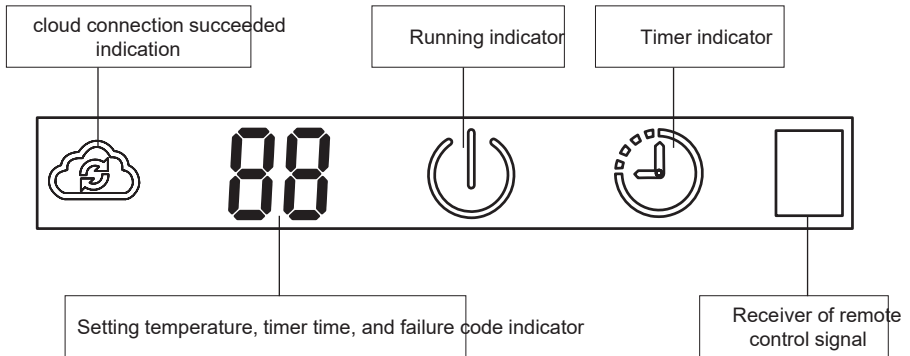 cloud connection succeeded
indication
Running indicator
Timer indicator
88
Setting temperature, timer time, and failure code indicator
Receiver of remote
control signal